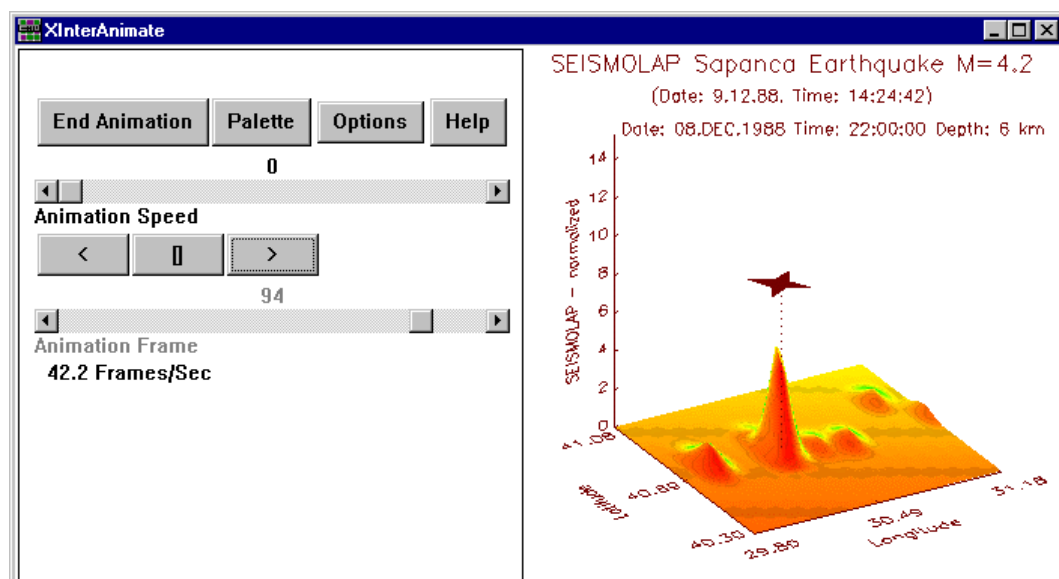 XInterAnimate
End Animation Palette Options Help
0
Animation Speed
< [] >
94
Animation Frame
42.2 Frames/Sec
SEISMOLAP Sapanca Earthquake M=4.2
(Date: 9.12.88. Time: 14:24:42)
Date: 08.DEC.1988 Time: 22:00:00 Depth: 6 km
SEISMOLAP - normalized
14
12
10
8
6
4
2
0
41.08
40.30
29.80
30.49
31.18
Latitude
Longitude